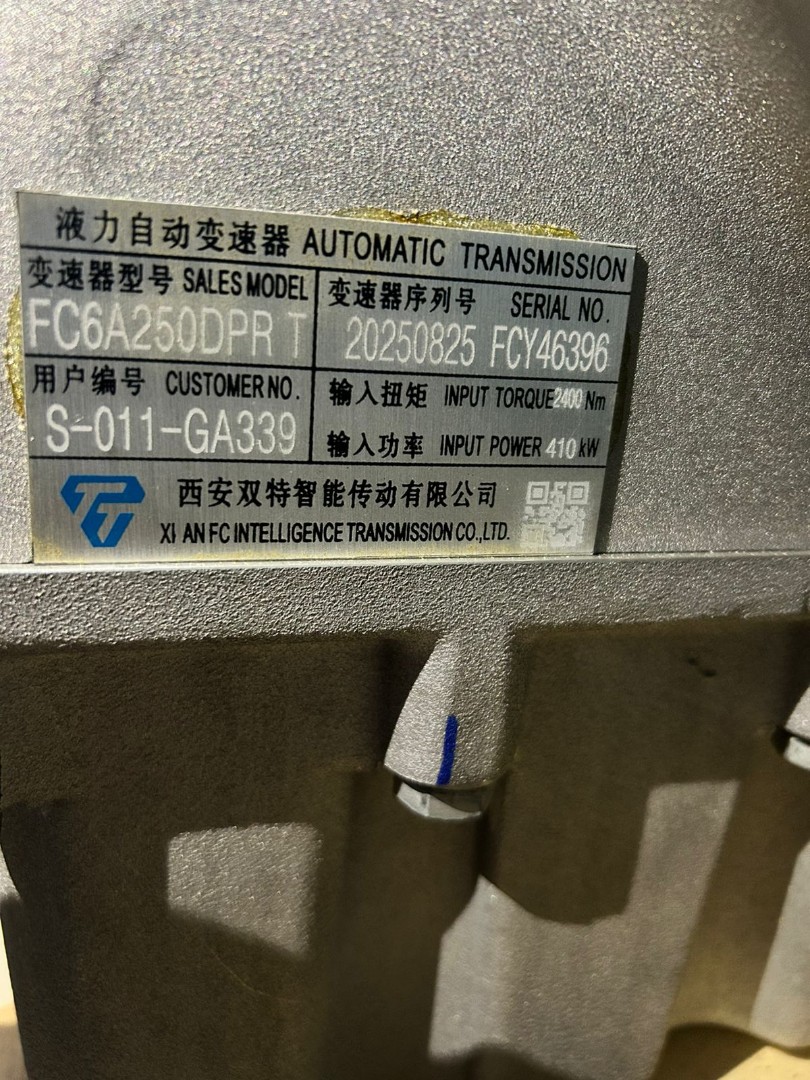 液力自动变速器 AUTOMATIC TRANSMISSION
变速器型号 SALES MODEL
FC6A250DPR T
变速器序列号 SERIAL NO.
20250825 FCY46396
用户编号 CUSTOMER NO.
S-011-GA339
输入扭矩 INPUT TORQUE 2400 Nm
输入功率 INPUT POWER 410 kW
西安双特智能传动有限公司
XI AN FC INTELLIGENCE TRANSMISSION CO.,LTD.